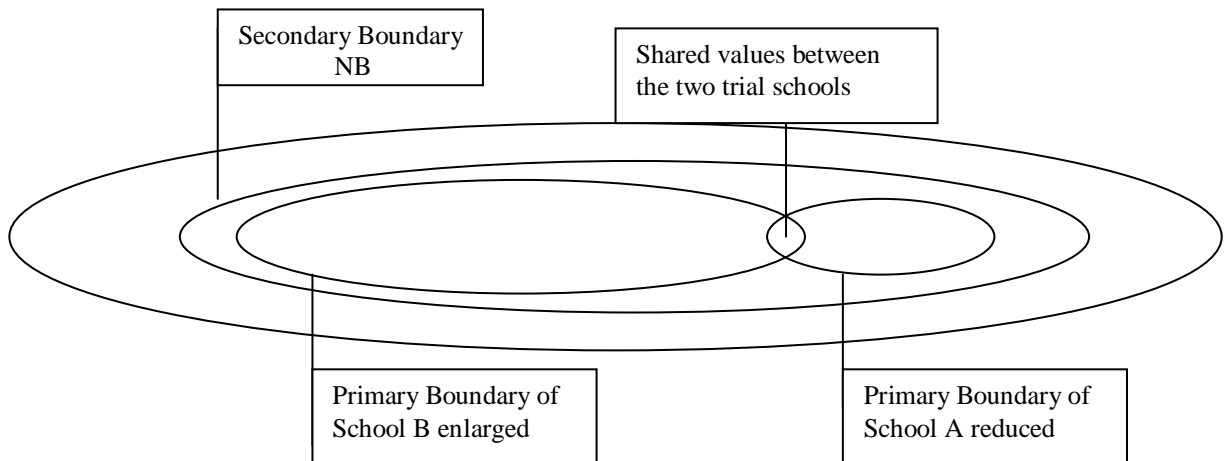 Secondary Boundary
NB
Shared values between
the two trial schools
Primary Boundary of
School B enlarged
Primary Boundary of
School A reduced